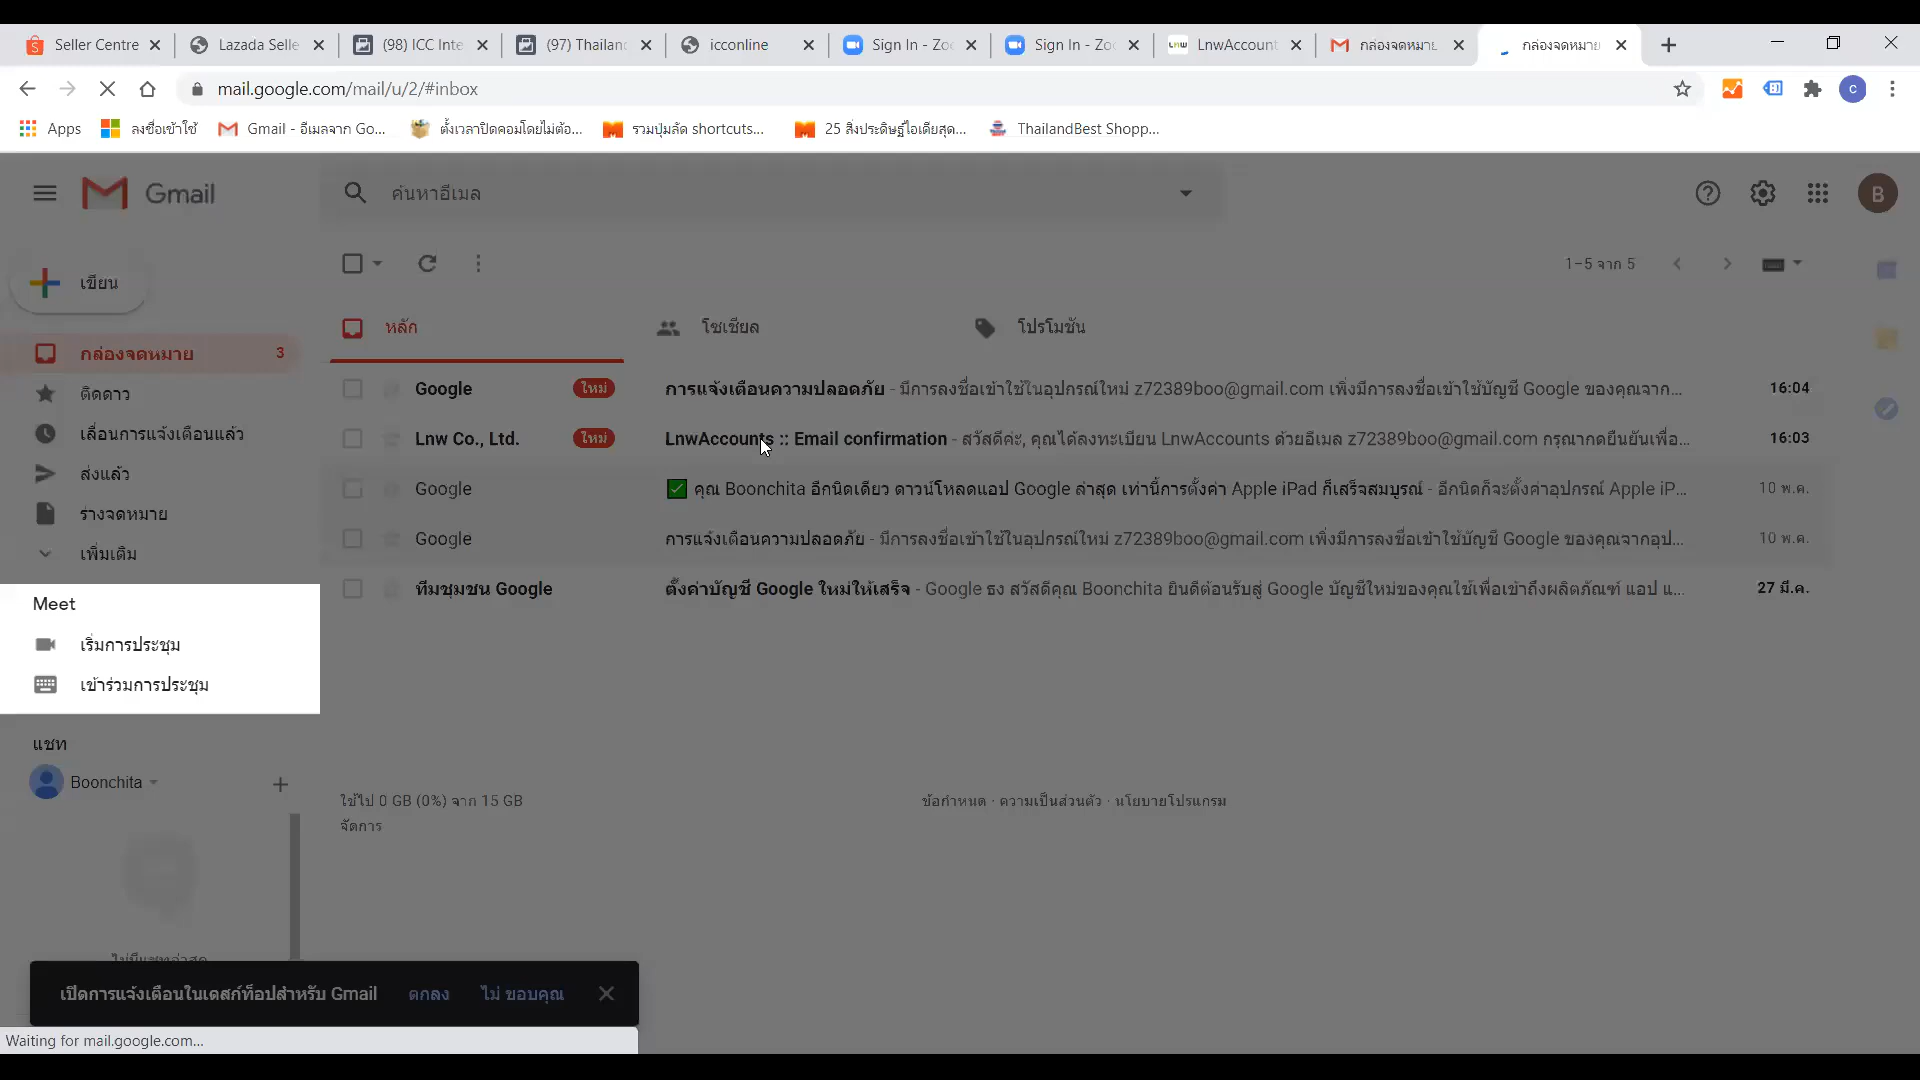 Seller Centre
Lazada Selle
(98) ICC Inte
(97) Thailand
icconline
Sign In - Zoo
Sign In - Zoo
LnwAccount
กล่องจดหมาย
กล่องจดหมาย
mail.google.com/mail/u/2/#inbox
C
Apps
ลงชื่อเข้าใช้
Gmail - อีเมลจาก Go...
ตั้งเวลาปิดคอมโดยไม่ต้อ...
รวมปุ่มลัด shortcuts...
25 สิ่งประดิษฐ์ไอเดียสุด...
ThailandBest Shopp...
Gmail
ค้นหาอีเมล
B
เขียน
1–5 จาก 5
หลัก
โซเชียล
โปรโมชัน
กล่องจดหมาย 3
ติดดาว
เลื่อนการแจ้งเตือนแล้ว
ส่งแล้ว
ร่างจดหมาย
เพิ่มเติม
Google ใหม่ การแจ้งเตือนความปลอดภัย - มีการลงชื่อเข้าใช้ในอุปกรณ์ใหม่ z72389boo@gmail.com เพิ่งมีการลงชื่อเข้าใช้บัญชี Google ของคุณจาก... 16:04
Lnw Co., Ltd. ใหม่ LnwAccounts :: Email confirmation - สวัสดีค่ะ, คุณได้ลงทะเบียน LnwAccounts ด้วยอีเมล z72389boo@gmail.com กรุณากดยืนยันเพื่อ... 16:03
Google ✅ คุณ Boonchita อีกนิดเดียว ดาวน์โหลดแอป Google ล่าสุด เท่านี้การตั้งค่า Apple iPad ก็เสร็จสมบูรณ์ - อีกนิดก็จะตั้งค่าอุปกรณ์ Apple iP... 10 พ.ค.
Google การแจ้งเตือนความปลอดภัย - มีการลงชื่อเข้าใช้ในอุปกรณ์ใหม่ z72389boo@gmail.com เพิ่งมีการลงชื่อเข้าใช้บัญชี Google ของคุณจากอุป... 10 พ.ค.
ทีมชุมชน Google ตั้งค่าบัญชี Google ใหม่ให้เสร็จ - Google ธง สวัสดีคุณ Boonchita ยินดีต้อนรับสู่ Google บัญชีใหม่ของคุณใช้เพื่อเข้าถึงผลิตภัณฑ์ แอป แ... 27 มี.ค.
Meet
เริ่มการประชุม
เข้าร่วมการประชุม
แชท
Boonchita
ไม่มีแชทล่าสุด
ใช้ไป 0 GB (0%) จาก 15 GB
จัดการ
ข้อกำหนด · ความเป็นส่วนตัว · นโยบายโปรแกรม
เปิดการแจ้งเตือนในเดสก์ท็อปสำหรับ Gmail ตกลง ไม่ ขอบคุณ
Waiting for mail.google.com...